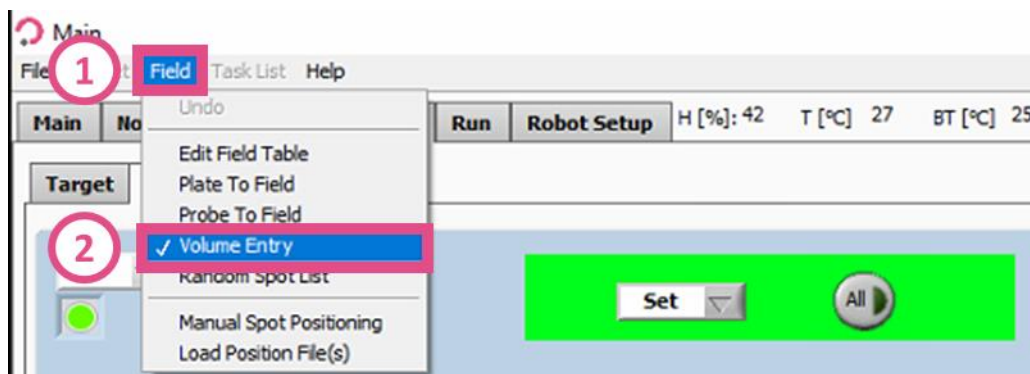 Main
File Field Task List Help
1
Undo
Main Run Robot Setup H [%]: 42 T [°C] 27 BT [°C] 25
Edit Field Table
Target Plate To Field
Probe To Field
2 ✓ Volume Entry
Random Spot List
Set All
Manual Spot Positioning
Load Position File(s)